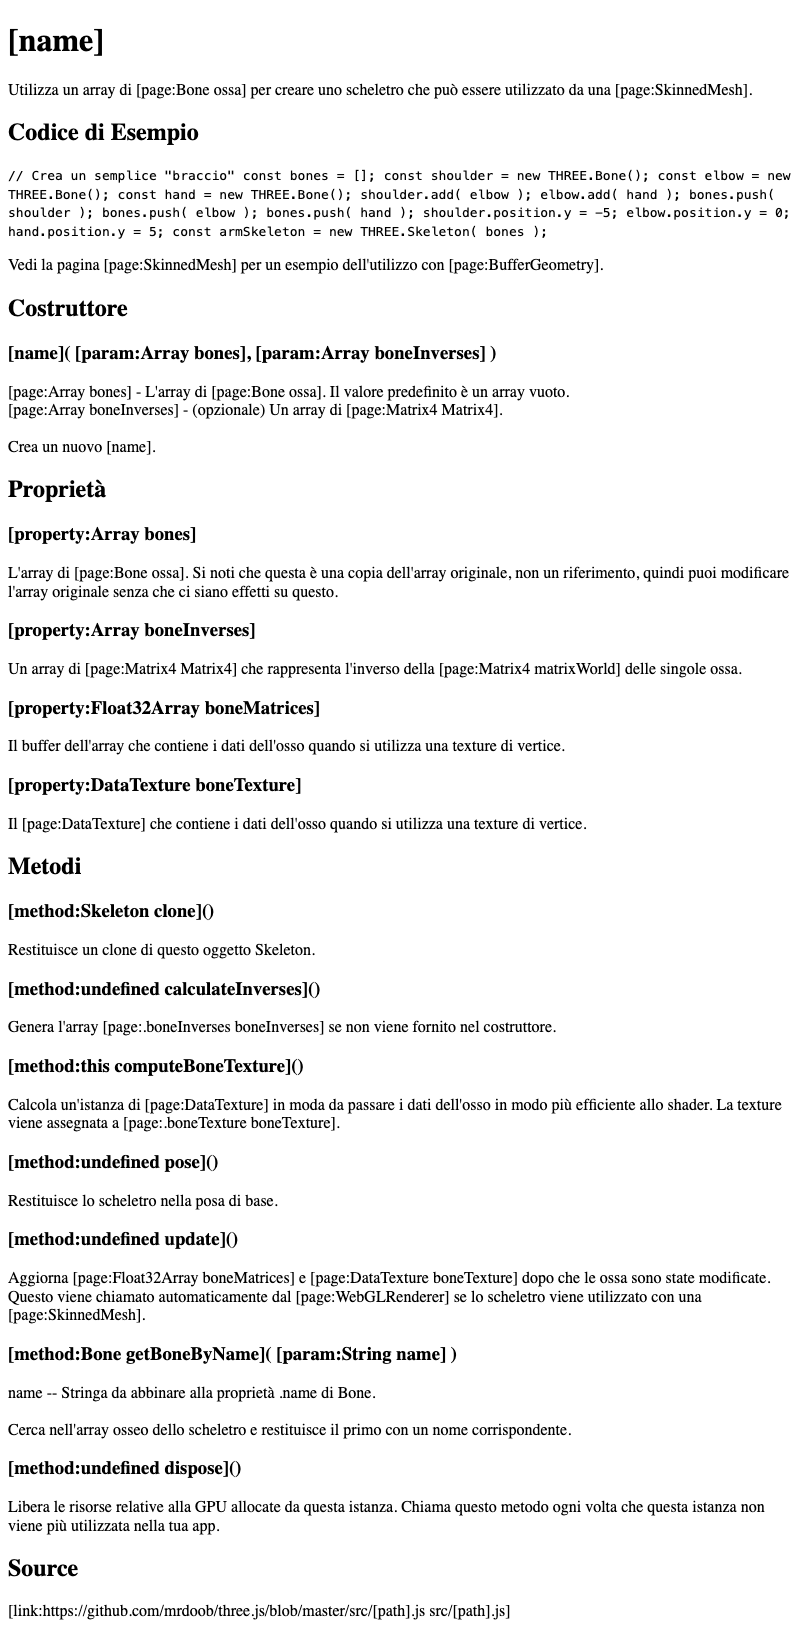 [name]
Utilizza un array di [page:Bone ossa] per creare uno scheletro che può essere utilizzato da una [page:SkinnedMesh].
Codice di Esempio
// Crea un semplice "braccio" const bones = []; const shoulder = new THREE.Bone(); const elbow = new
THREE.Bone(); const hand = new THREE.Bone(); shoulder.add( elbow ); elbow.add( hand ); bones.push(
shoulder ); bones.push( elbow ); bones.push( hand ); shoulder.position.y = -5; elbow.position.y = 0;
hand.position.y = 5; const armSkeleton = new THREE.Skeleton( bones );
Vedi la pagina [page:SkinnedMesh] per un esempio dell'utilizzo con [page:BufferGeometry].
Costruttore
[name]( [param:Array bones], [param:Array boneInverses] )
[page:Array bones] - L'array di [page:Bone ossa]. Il valore predefinito è un array vuoto.
[page:Array boneInverses] - (opzionale) Un array di [page:Matrix4 Matrix4].
Crea un nuovo [name].
Proprietà
[property:Array bones]
L'array di [page:Bone ossa]. Si noti che questa è una copia dell'array originale, non un riferimento, quindi puoi modificare
l'array originale senza che ci siano effetti su questo.
[property:Array boneInverses]
Un array di [page:Matrix4 Matrix4] che rappresenta l'inverso della [page:Matrix4 matrixWorld] delle singole ossa.
[property:Float32Array boneMatrices]
Il buffer dell'array che contiene i dati dell'osso quando si utilizza una texture di vertice.
[property:DataTexture boneTexture]
Il [page:DataTexture] che contiene i dati dell'osso quando si utilizza una texture di vertice.
Metodi
[method:Skeleton clone]()
Restituisce un clone di questo oggetto Skeleton.
[method:undefined calculateInverses]()
Genera l'array [page:.boneInverses boneInverses] se non viene fornito nel costruttore.
[method:this computeBoneTexture]()
Calcola un'istanza di [page:DataTexture] in moda da passare i dati dell'osso in modo più efficiente allo shader. La texture
viene assegnata a [page:.boneTexture boneTexture].
[method:undefined pose]()
Restituisce lo scheletro nella posa di base.
[method:undefined update]()
Aggiorna [page:Float32Array boneMatrices] e [page:DataTexture boneTexture] dopo che le ossa sono state modificate.
Questo viene chiamato automaticamente dal [page:WebGLRenderer] se lo scheletro viene utilizzato con una
[page:SkinnedMesh].
[method:Bone getBoneByName]( [param:String name] )
name -- Stringa da abbinare alla proprietà .name di Bone.
Cerca nell'array osseo dello scheletro e restituisce il primo con un nome corrispondente.
[method:undefined dispose]()
Libera le risorse relative alla GPU allocate da questa istanza. Chiama questo metodo ogni volta che questa istanza non
viene più utilizzata nella tua app.
Source
[link:https://github.com/mrdoob/three.js/blob/master/src/[path].js src/[path].js]